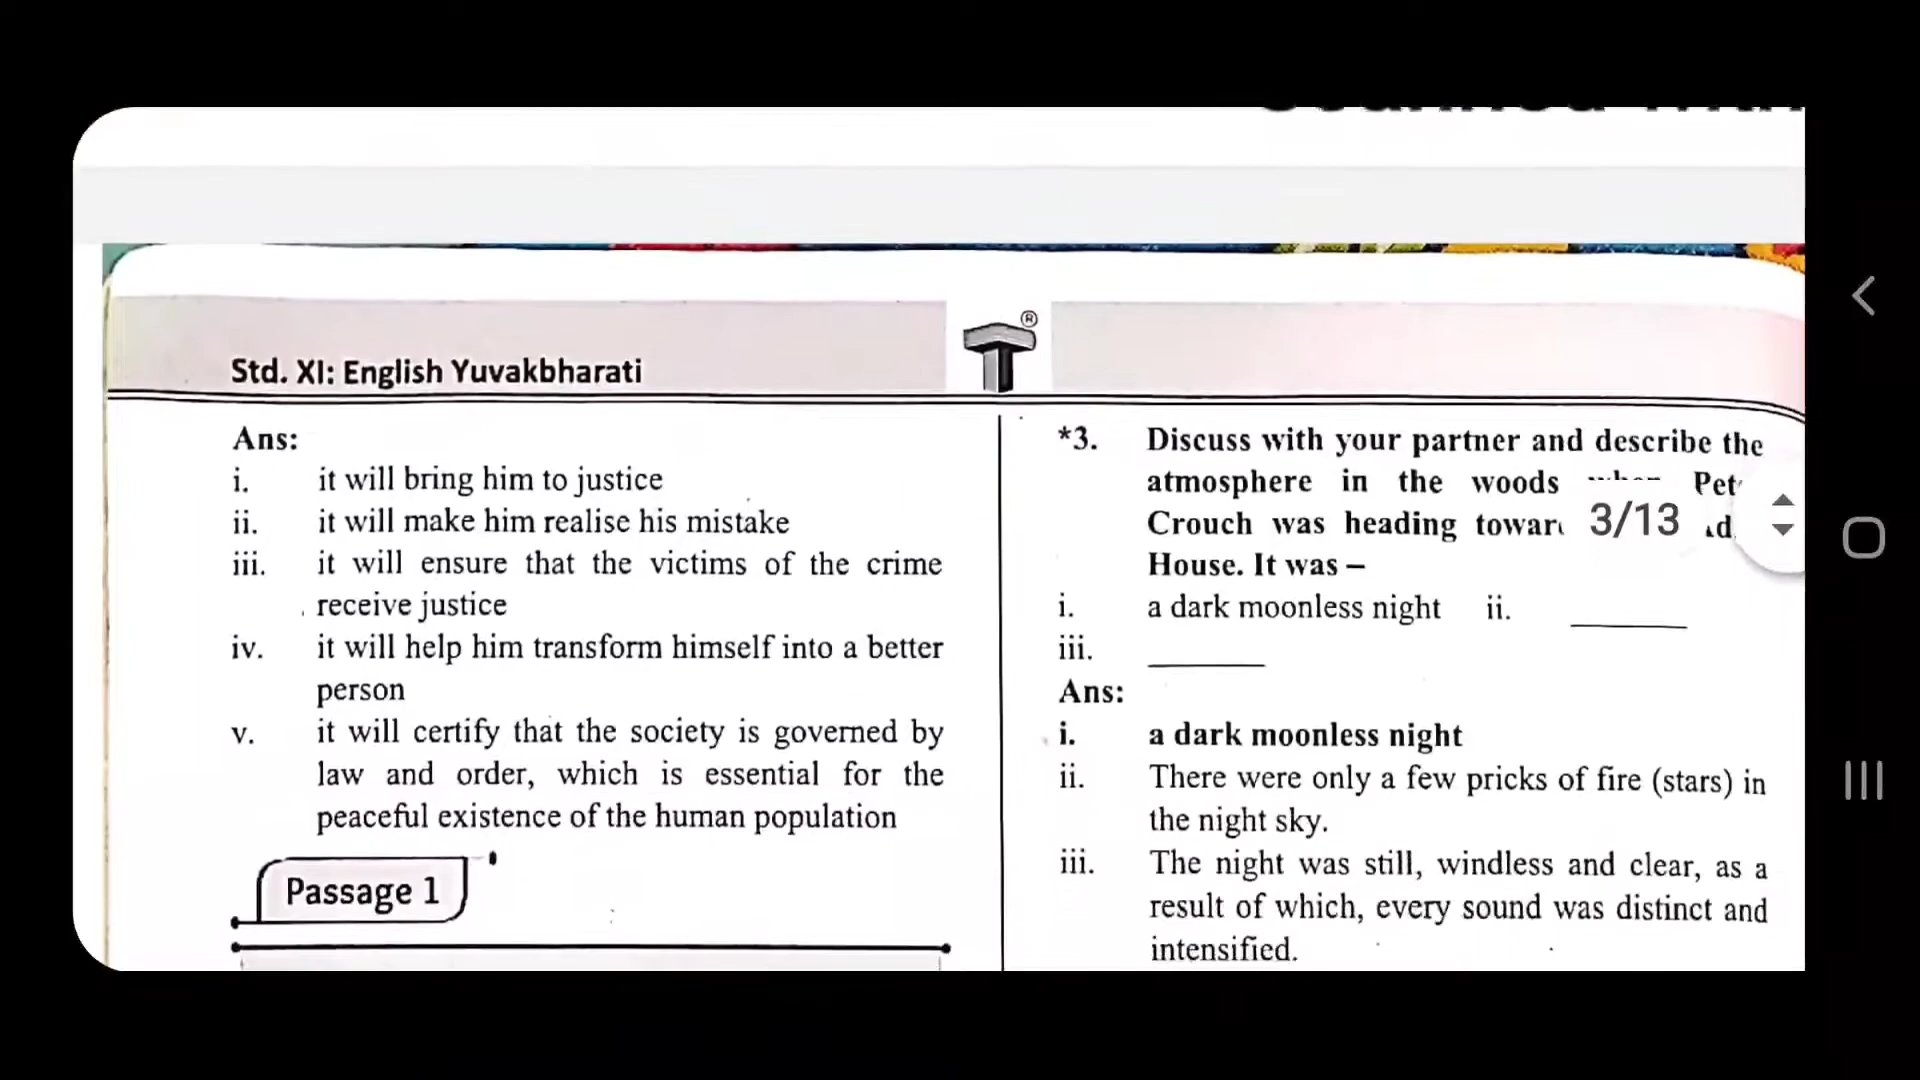 Std. XI: English Yuvakbharati
®
Ans:
i. it will bring him to justice
ii. it will make him realise his mistake
iii. it will ensure that the victims of the crime
receive justice
iv. it will help him transform himself into a better
person
v. it will certify that the society is governed by
law and order, which is essential for the
peaceful existence of the human population
Passage 1
*3. Discuss with your partner and describe the
atmosphere in the woods
Crouch was heading
House. It was –
i. a dark moonless night ii. ______
iii. ______
Ans:
i. a dark moonless night
ii. There were only a few pricks of fire (stars) in
the night sky.
iii. The night was still, windless and clear, as a
result of which, every sound was distinct and
intensified.
3/13